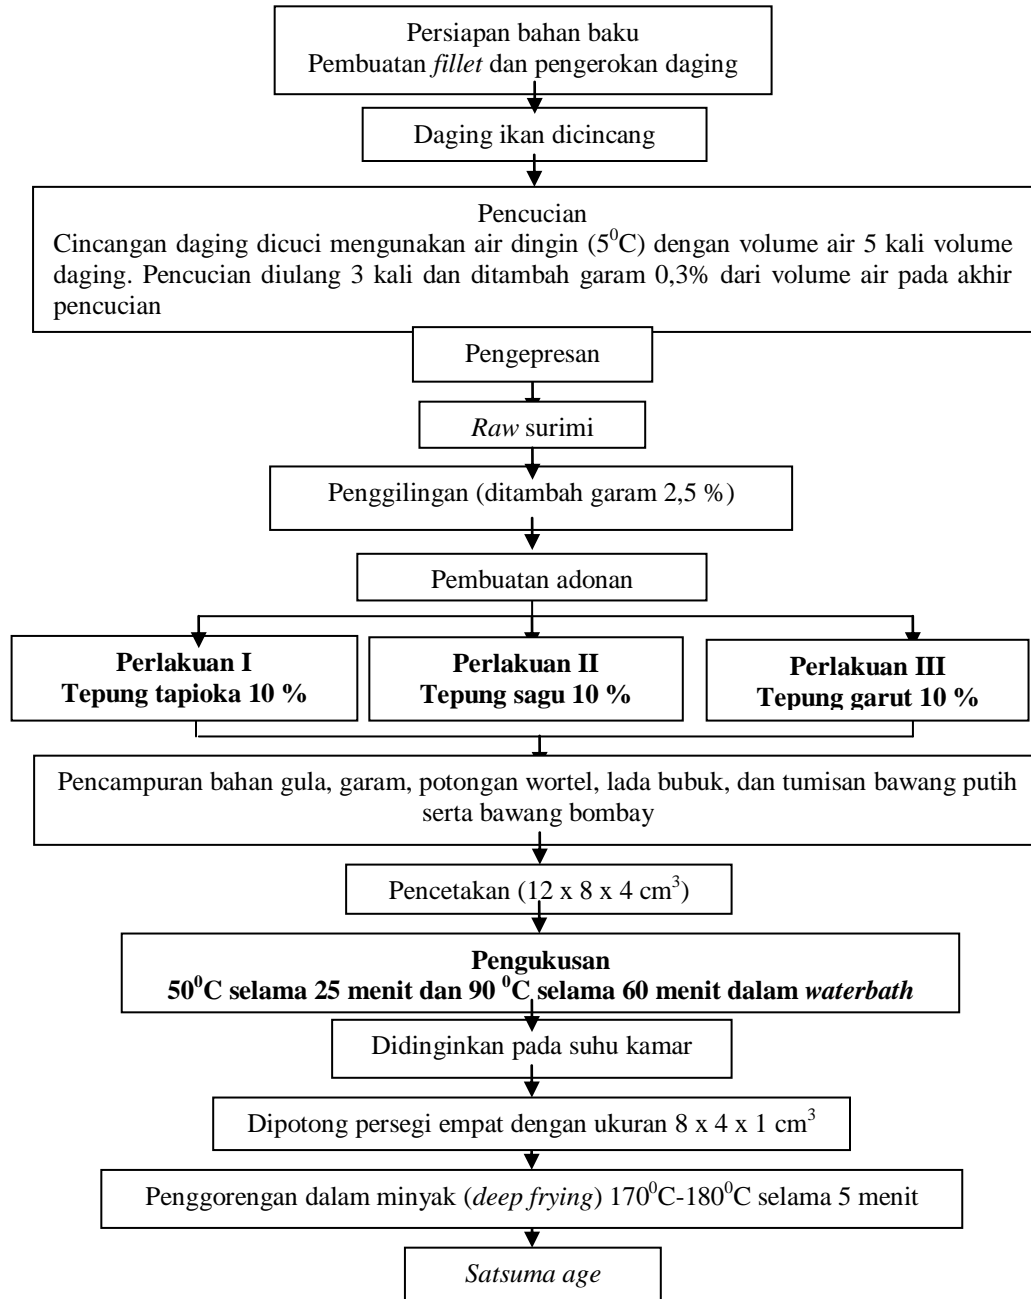 Persiapan bahan baku
Pembuatan fillet dan pengerokan daging
Daging ikan dicincang
Pencucian
Cincangan daging dicuci mengunakan air dingin (5⁰C) dengan volume air 5 kali volume
daging. Pencucian diulang 3 kali dan ditambah garam 0,3% dari volume air pada akhir
pencucian
Pengepresan
Raw surimi
Penggilingan (ditambah garam 2,5 %)
Pembuatan adonan
Perlakuan I
Tepung tapioka 10 %
Perlakuan II
Tepung sagu 10 %
Perlakuan III
Tepung garut 10 %
Pencampuran bahan gula, garam, potongan wortel, lada bubuk, dan tumisan bawang putih
serta bawang bombay
Pencetakan (12 x 8 x 4 cm³)
Pengukusan
50⁰C selama 25 menit dan 90 ⁰C selama 60 menit dalam waterbath
Didinginkan pada suhu kamar
Dipotong persegi empat dengan ukuran 8 x 4 x 1 cm³
Penggorengan dalam minyak (deep frying) 170⁰C-180⁰C selama 5 menit
Satsuma age